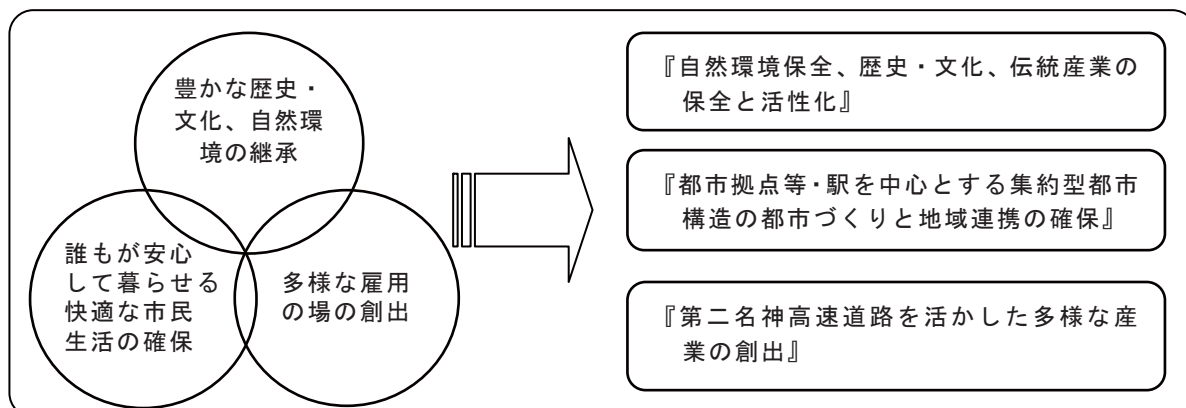 豊かな歴史・
文化、自然環
境の継承
誰もが安心
して暮らせる
快適な市民
生活の確保
多様な雇用
の場の創出
『自然環境保全、歴史・文化、伝統産業の
保全と活性化』
『都市拠点等・駅を中心とする集約型都市
構造の都市づくりと地域連携の確保』
『第二名神高速道路を活かした多様な産
業の創出』